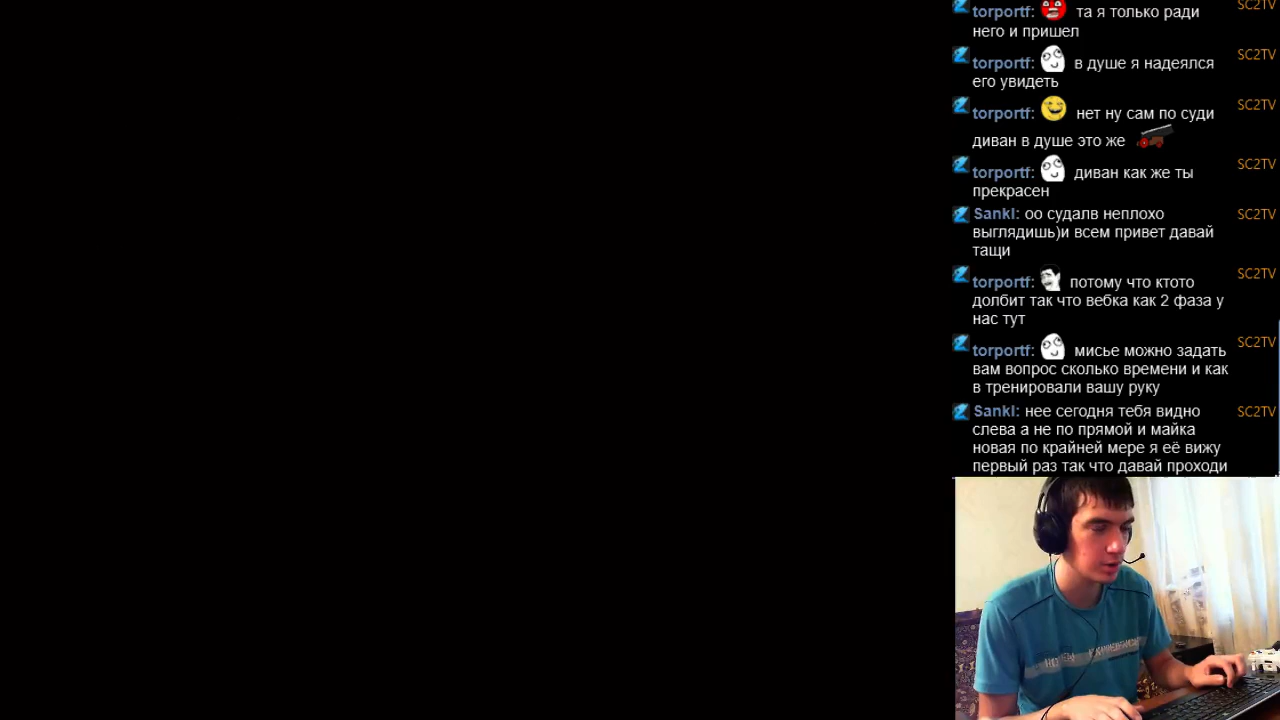 torportf: та я только ради SC2TV
него и пришел
torportf: в душе я надеялся SC2TV
его увидеть
torportf: нет ну сам по суди SC2TV
диван в душе это же
torportf: диван как же ты SC2TV
прекрасен
Sankl: оо судалв неплохо SC2TV
выглядишь)и всем привет давай
тащи
torportf: потому что ктото SC2TV
долбит так что вебка как 2 фаза у
нас тут
torportf: мисье можно задать SC2TV
вам вопрос сколько времени и как
в тренировали вашу руку
Sankl: нее сегодня тебя видно SC2TV
слева а не по прямой и майка
новая по крайней мере я её вижу
первый раз так что давай проходи